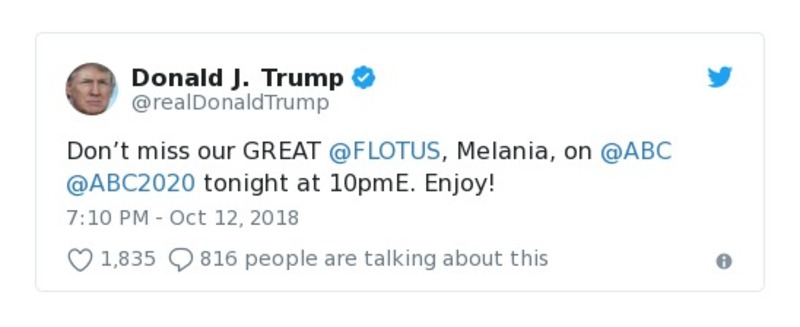 Donald J. Trump
@realDonaldTrump
Don’t miss our GREAT @FLOTUS, Melania, on @ABC
@ABC2020 tonight at 10pmE. Enjoy!
7:10 PM - Oct 12, 2018
1,835 816 people are talking about this